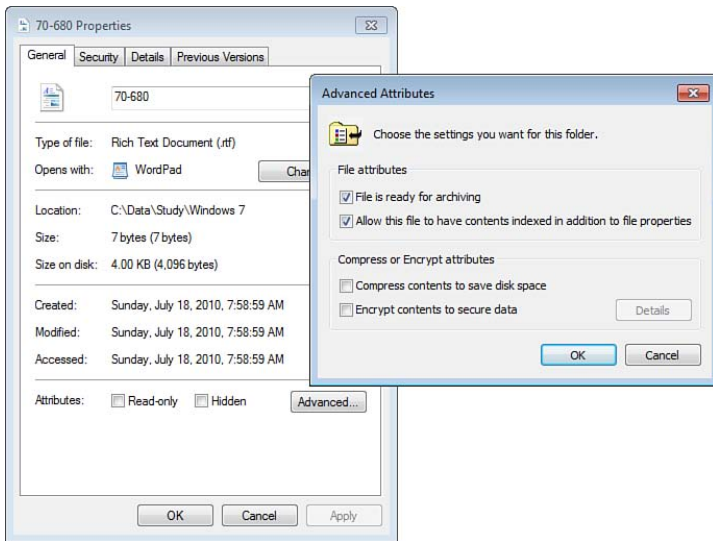 70-680 Properties
General Security Details Previous Versions
70-680
Type of file: Rich Text Document (.rtf)
Opens with: WordPad
Location: C:\Data\Study\Windows 7
Size: 7 bytes (7 bytes)
Size on disk: 4.00 KB (4,096 bytes)
Created: Sunday, July 18, 2010, 7:58:59 AM
Modified: Sunday, July 18, 2010, 7:58:59 AM
Accessed: Sunday, July 18, 2010, 7:58:59 AM
Attributes: Read-only Hidden Advanced...
OK Cancel Apply
Advanced Attributes
Choose the settings you want for this folder.
File attributes
File is ready for archiving
Allow this file to have contents indexed in addition to file properties
Compress or Encrypt attributes
Compress contents to save disk space
Encrypt contents to secure data Details
OK Cancel